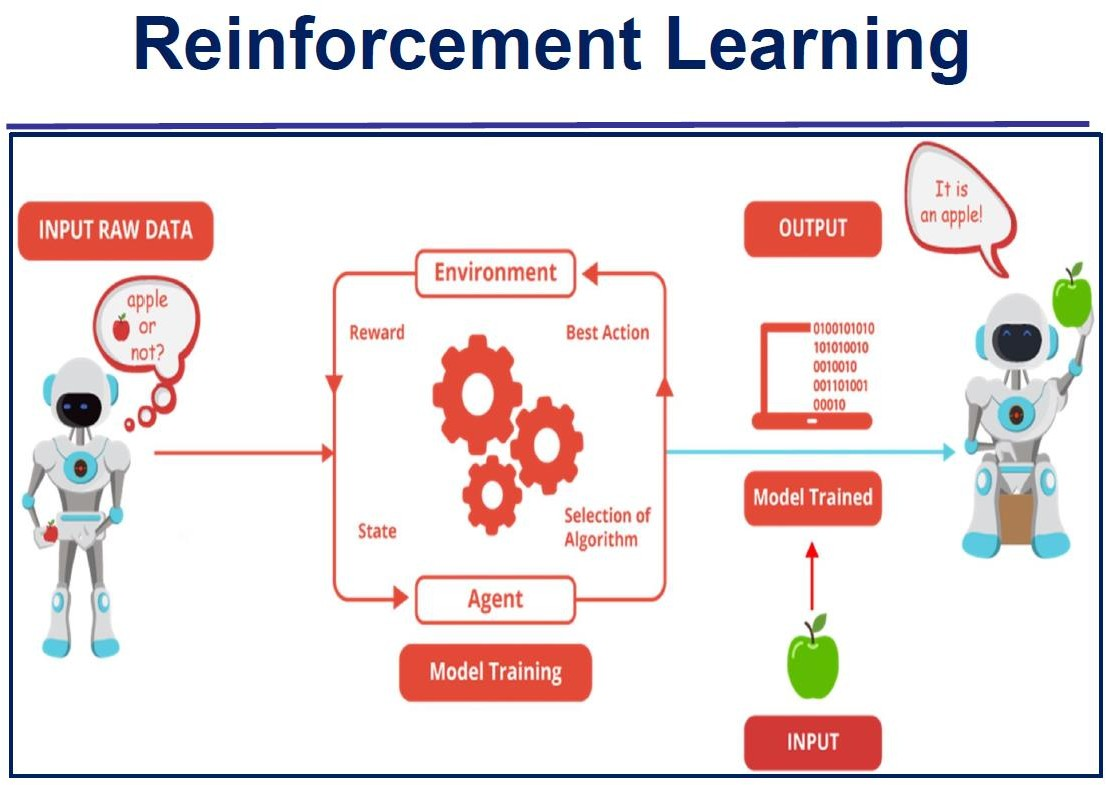 Reinforcement Learning
INPUT RAW DATA
apple
or
not?
Environment
Reward
Best Action
State
Selection of
Algorithm
Agent
Model Training
OUTPUT
0100101010
101010010
0010010
001101001
00010
Model Trained
INPUT
It is
an apple!